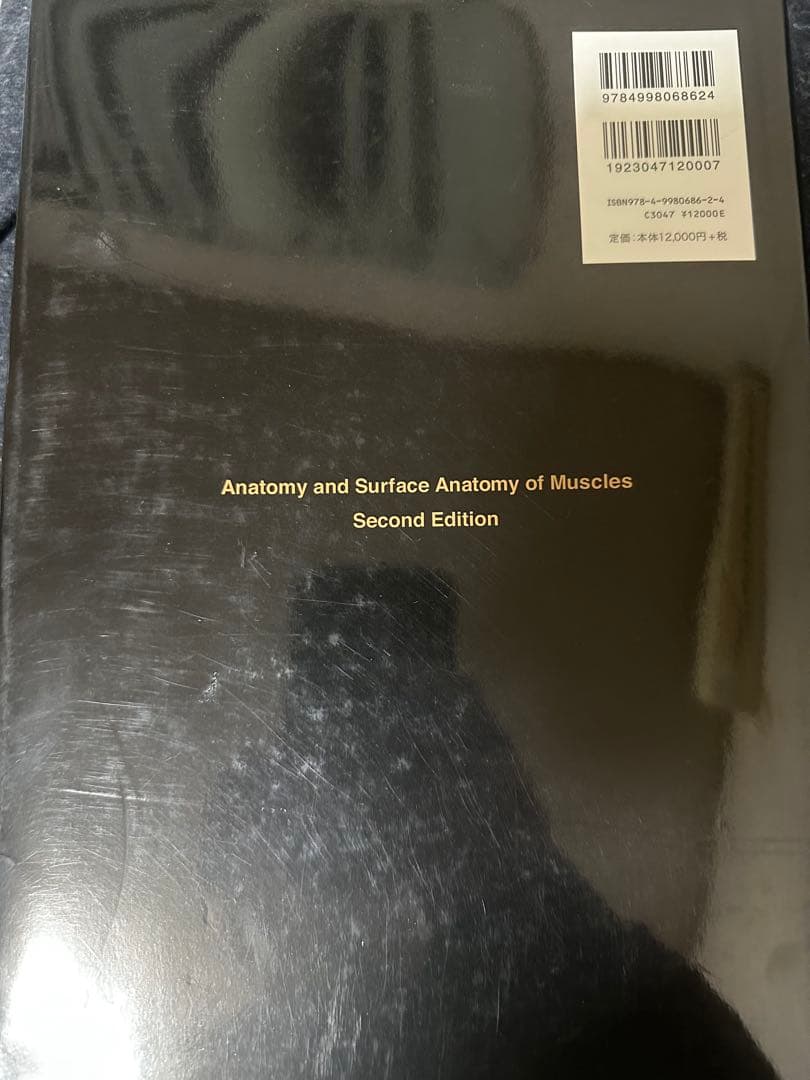 9784998068624
1923047120007
ISBN978-4-9980686-2-4
C3047 ¥12000E
定価:本体12,000円+税
Anatomy and Surface Anatomy of Muscles
Second Edition